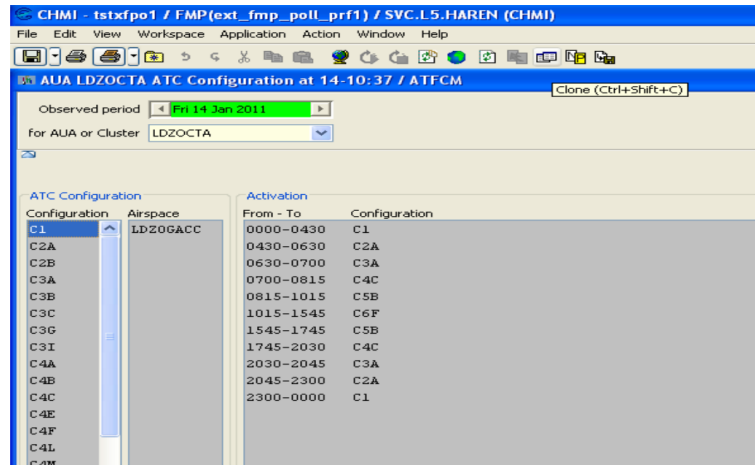 CHMI - tstxfpo1 / FMP(ext_fmp_poll_prf1) / SVC.L5.HAREN (CHMI)
File Edit View Workspace Application Action Window Help
AUA LDZOCTA ATC Configuration at 14-10:37 / ATFCM
Clone (Ctrl+Shift+C)
Observed period Fri 14 Jan 2011
for AUA or Cluster LDZOCTA
ATC Configuration Activation
Configuration Airspace From - To Configuration
C1 LDZOGACC 0000-0430 C1
C2A 0430-0630 C2A
C2B 0630-0700 C3A
C3A 0700-0815 C4C
C3B 0815-1015 C5B
C3C 1015-1545 C6F
C3G 1545-1745 C5B
C3I 1745-2030 C4C
C4A 2030-2045 C3A
C4B 2045-2300 C2A
C4C 2300-0000 C1
C4E
C4F
C4L
C4M